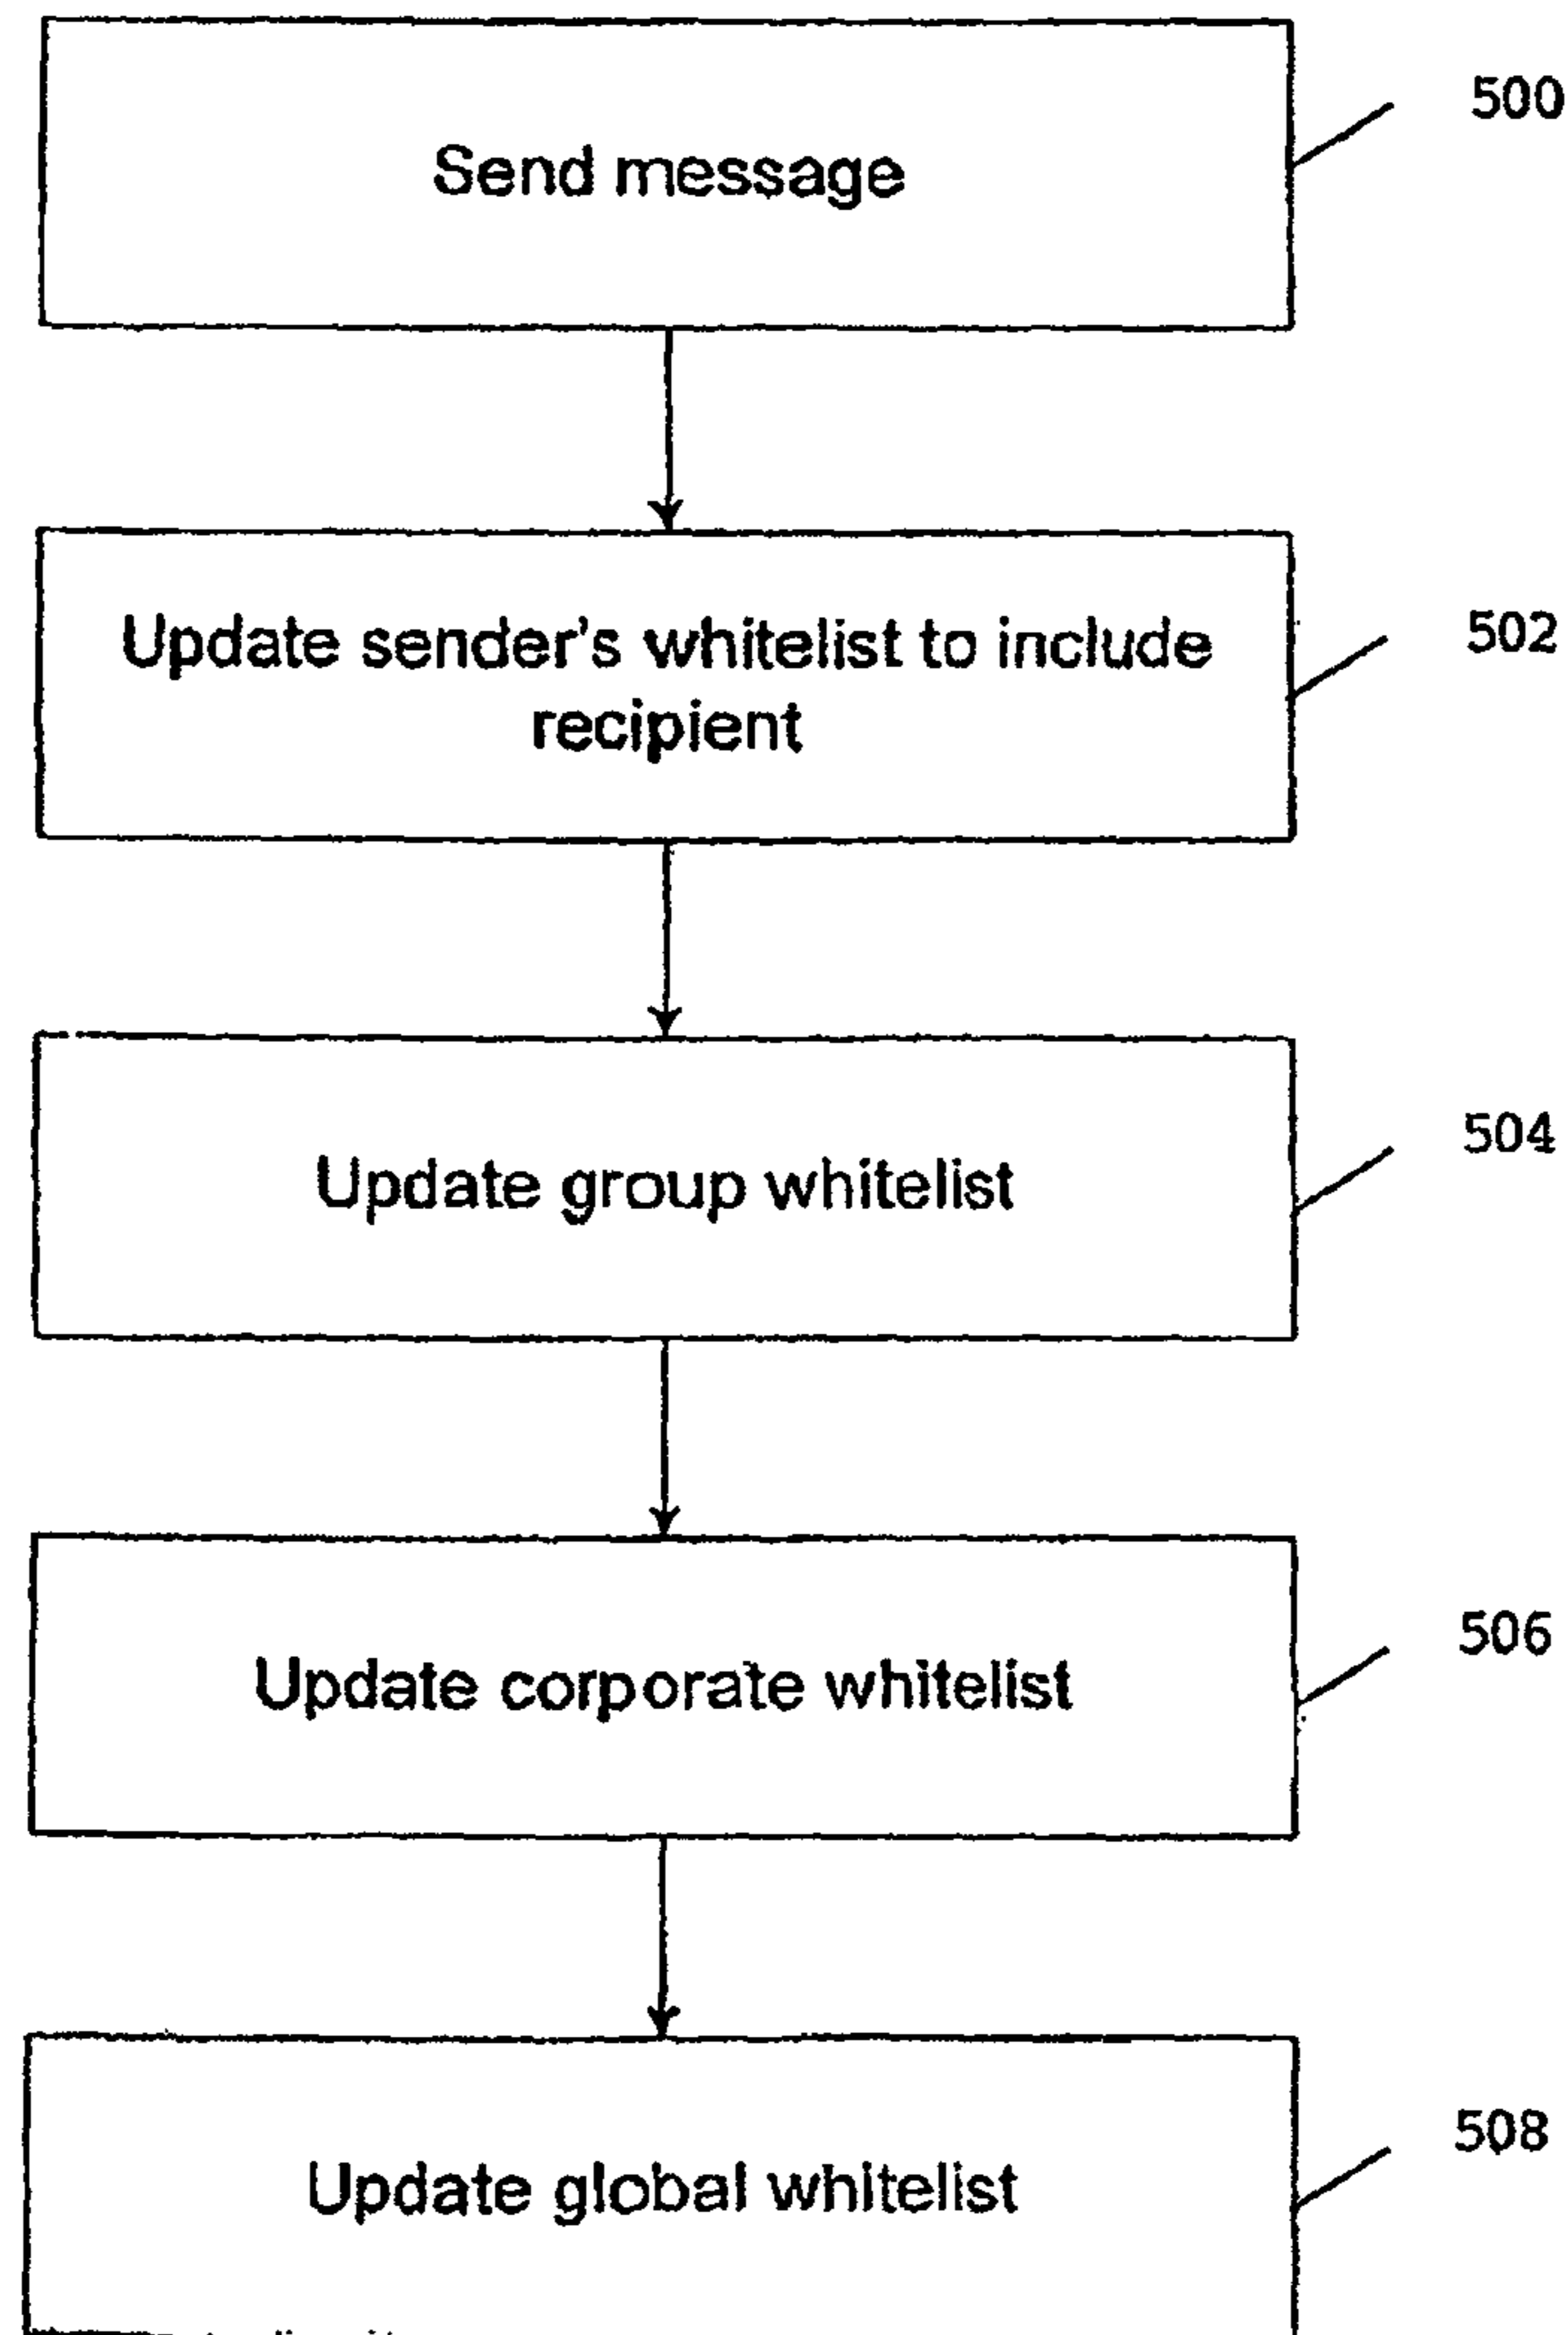 Send message
500
Update sender's whitelist to include
recipient
502
Update group whitelist
504
Update corporate whitelist
506
Update global whitelist
508